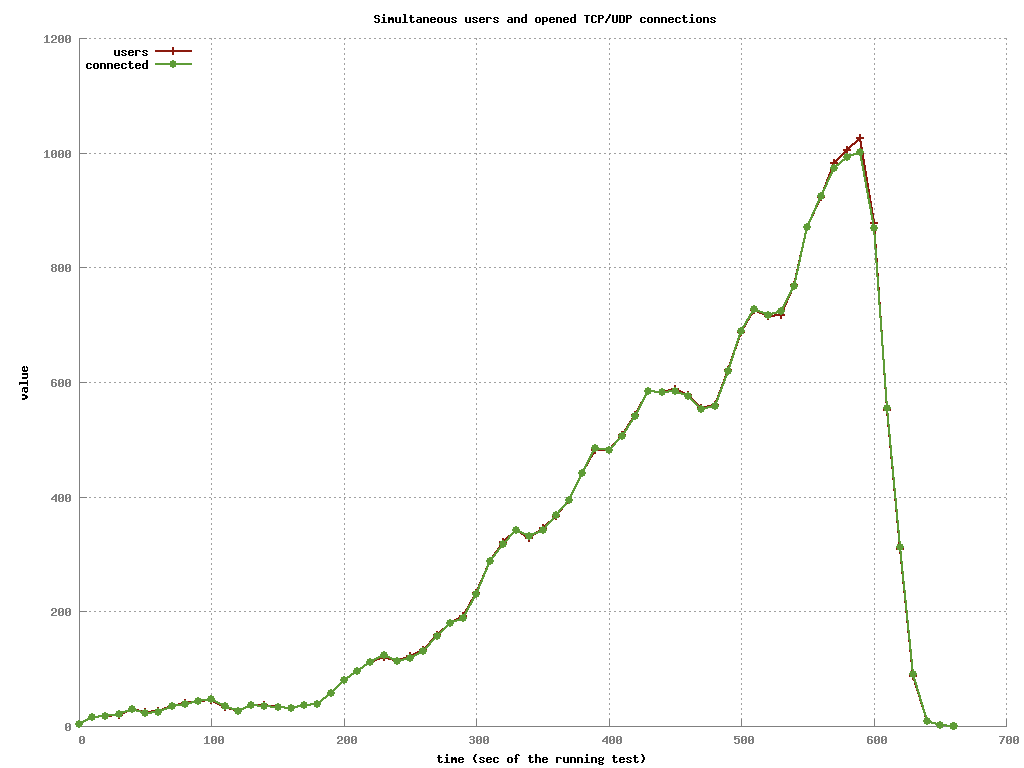 Simultaneous users and opened TCP/UDP connections
1200
users
connected
1000
800
value
600
400
200
0
0 100 200 300 400 500 600 700
time (sec of the running test)